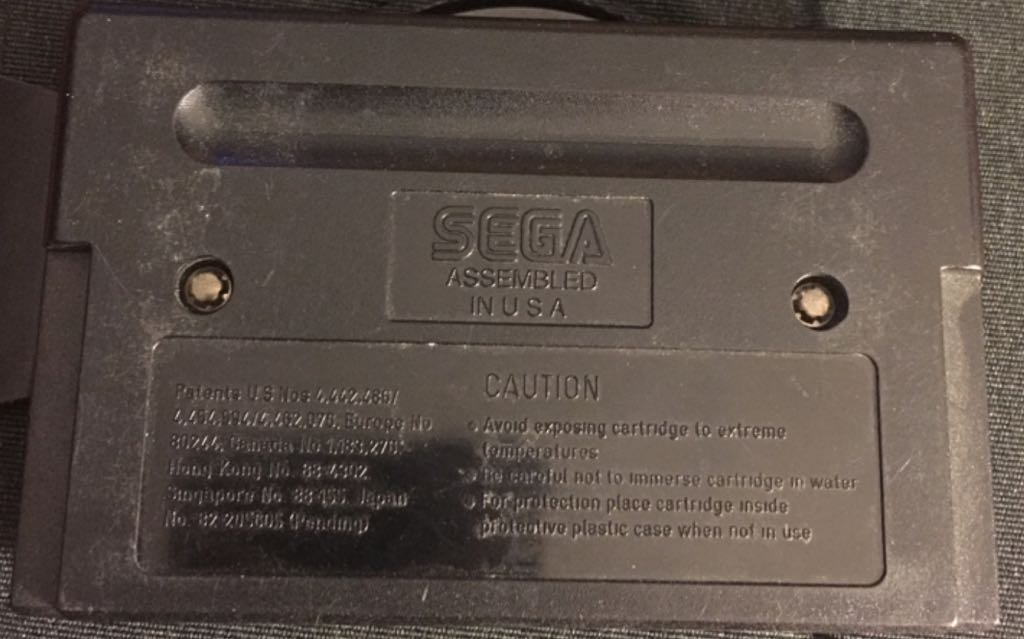 SEGA
ASSEMBLED
IN U S A
Patents U S Nos 4,442,486/
4,454,594/4,462,076, Europe No
80244, Canada No 1,183,276
Hong Kong No. 88-4302
Singapore No 88-155 Japan
No. 82-205605 (Pending)
CAUTION
• Avoid exposing cartridge to extreme
temperatures
• Be careful not to immerse cartridge in water
• For protection place cartridge inside
protective plastic case when not in use